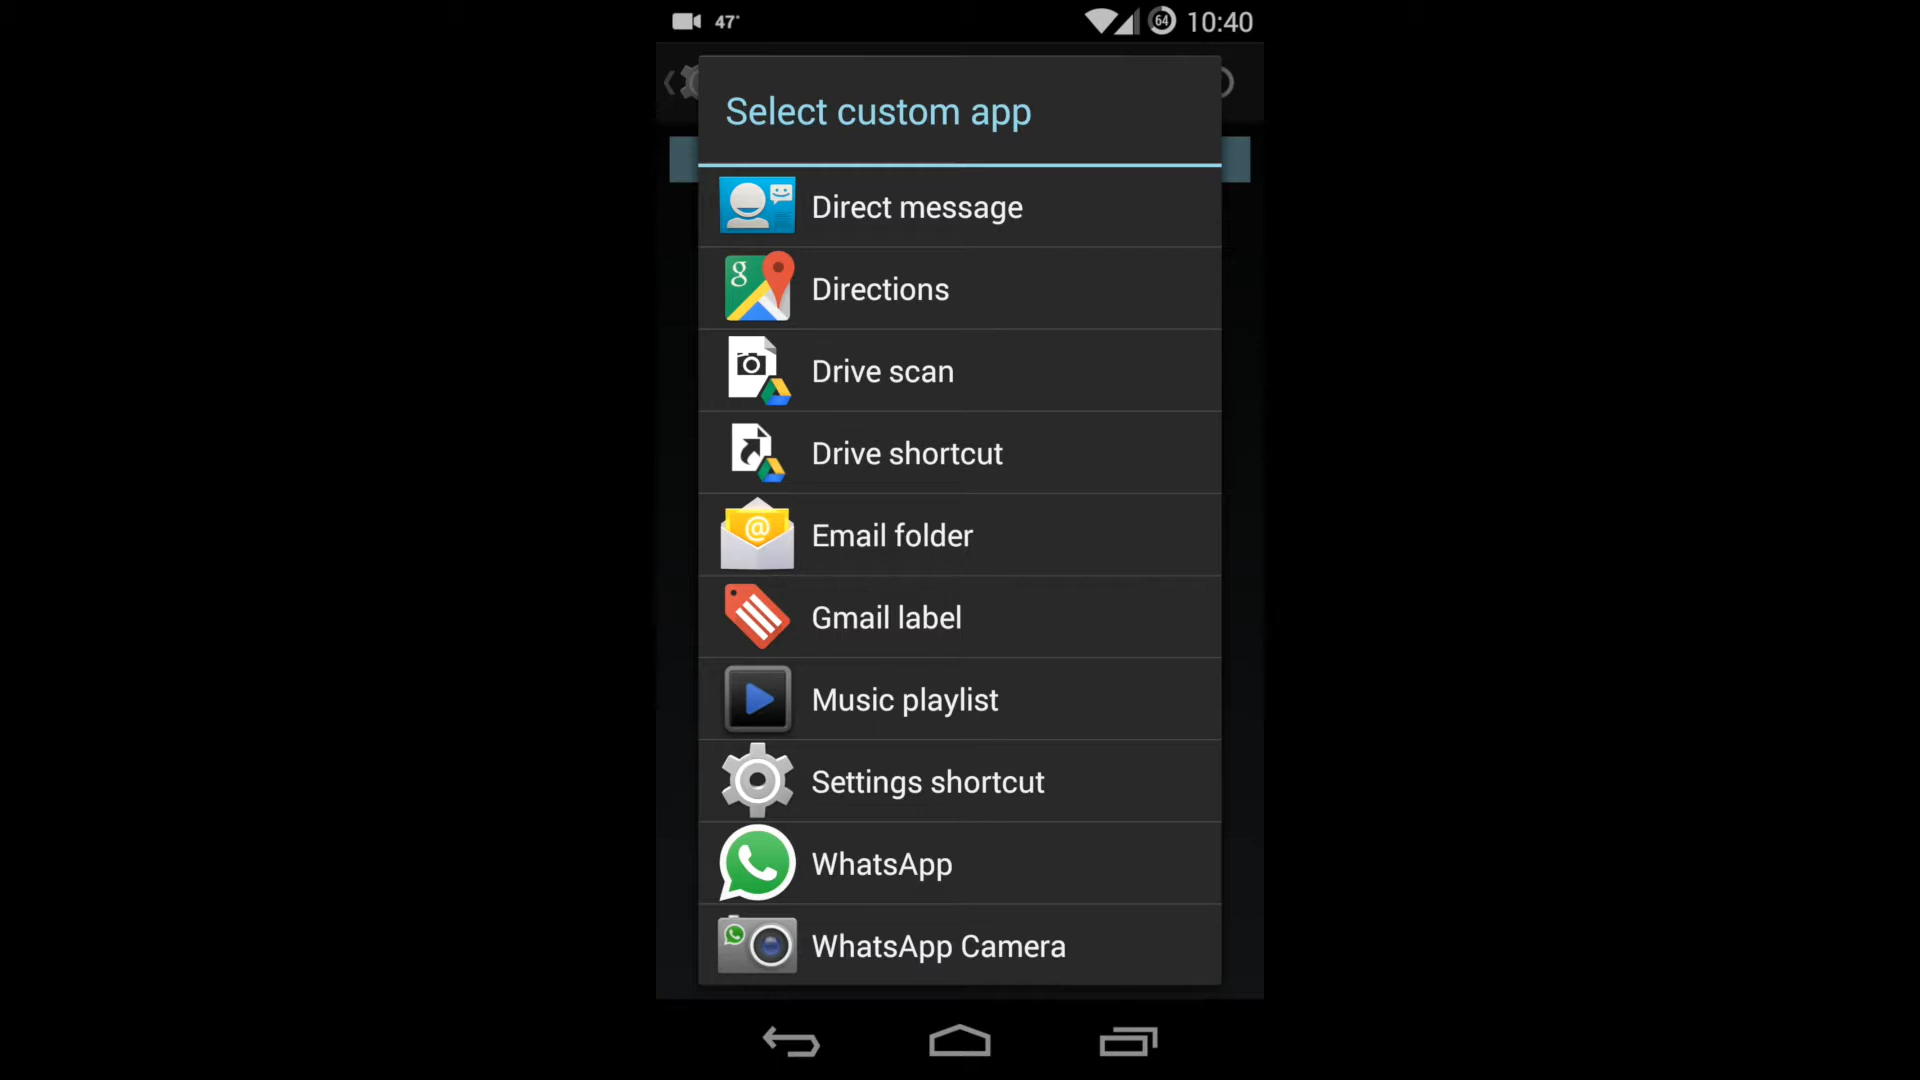 47°
64 10:40
Select custom app
Direct message
g
Directions
Drive scan
Drive shortcut
@
Email folder
Gmail label
Music playlist
Settings shortcut
WhatsApp
WhatsApp Camera